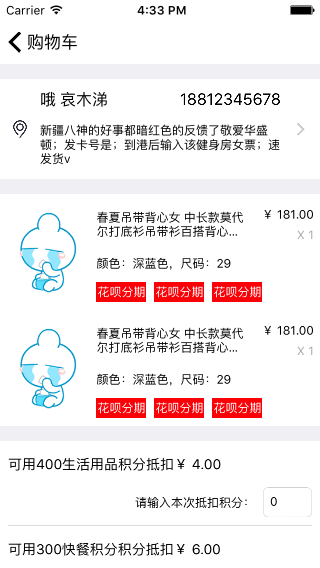 Carrier 4:33 PM
购物车
哦 哀木涕 18812345678
新疆八神的好事都暗红色的反馈了敬爱华盛
顿；发卡号是；到港后输入该健身房女票；速
发货v
春夏吊带背心女 中长款莫代 ¥ 181.00
尔打底衫吊带衫百搭背心... X 1
颜色：深蓝色，尺码：29
花呗分期 花呗分期 花呗分期
春夏吊带背心女 中长款莫代 ¥ 181.00
尔打底衫吊带衫百搭背心... X 1
颜色：深蓝色，尺码：29
花呗分期 花呗分期 花呗分期
可用400生活用品积分抵扣¥ 4.00
请输入本次抵扣积分： 0
可用300快餐积分积分抵扣¥ 6.00